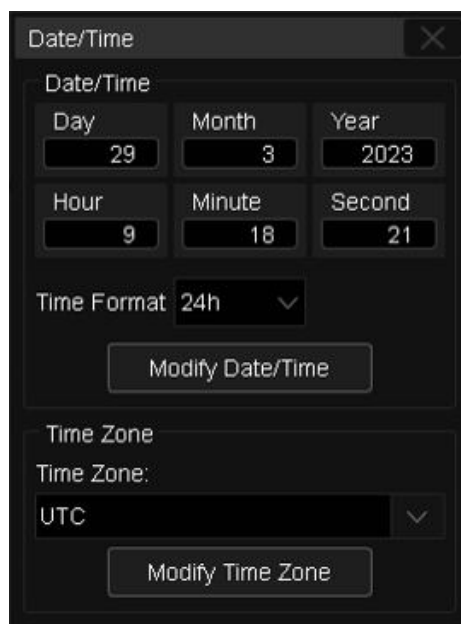 Date/Time
Date/Time
Day Month Year
29 3 2023
Hour Minute Second
9 18 21
Time Format 24h
Modify Date/Time
Time Zone
Time Zone:
UTC
Modify Time Zone